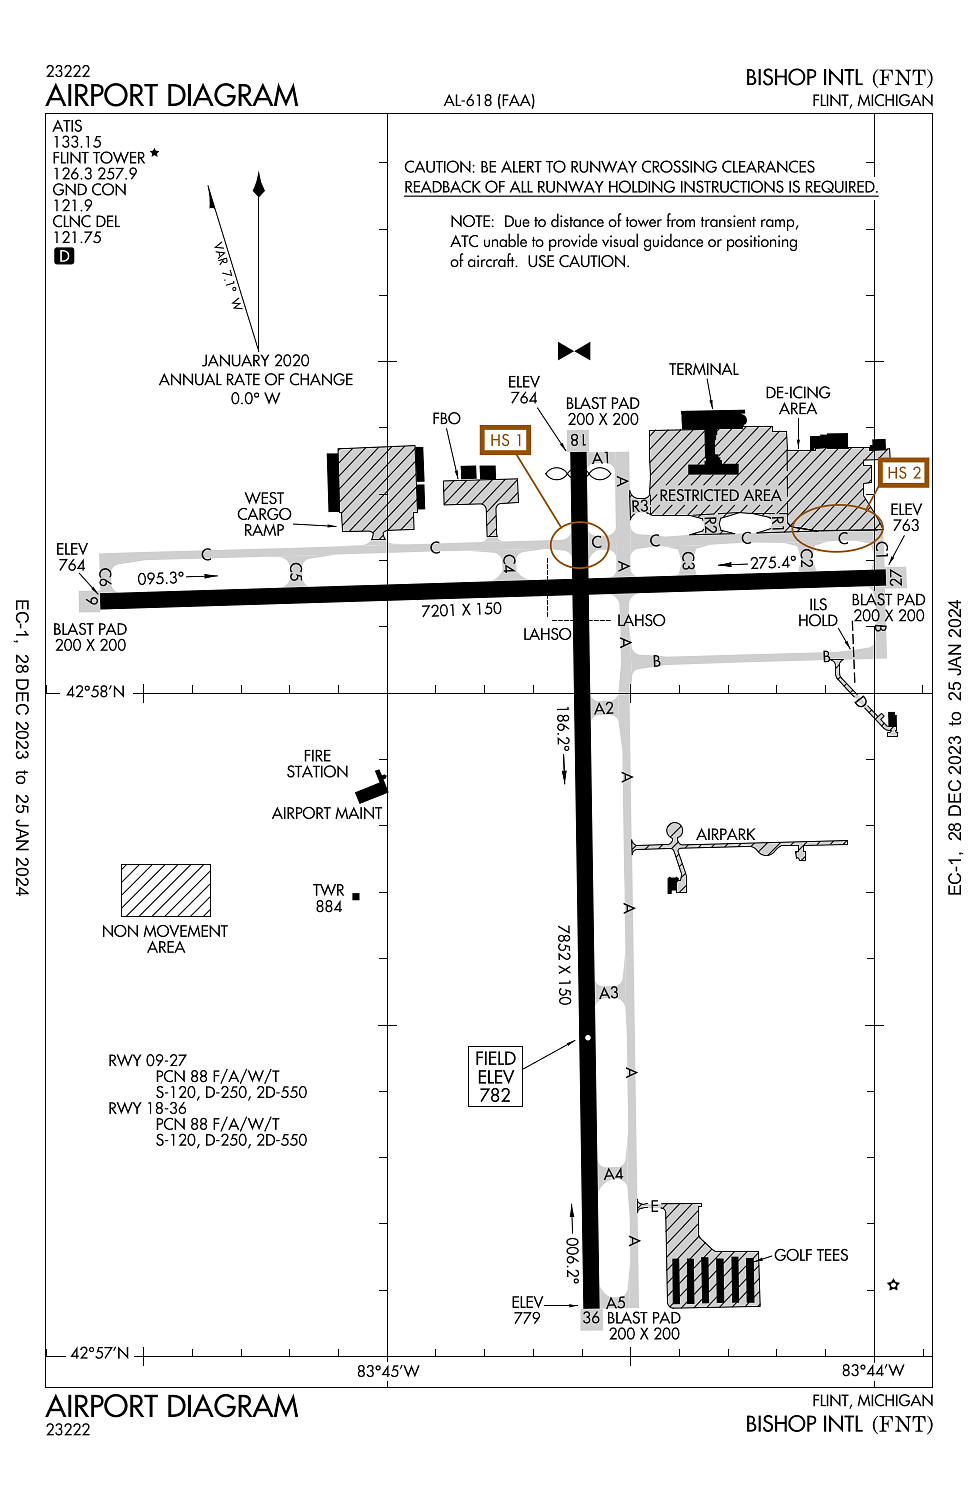 23222
AIRPORT DIAGRAM
AL-618 (FAA)
BISHOP INTL (FNT)
FLINT, MICHIGAN
ATIS
133.15
FLINT TOWER
126.3 257.9
GND CON
121.9
CLNC DEL
121.75
D
CAUTION: BE ALERT TO RUNWAY CROSSING CLEARANCES
READBACK OF ALL RUNWAY HOLDING INSTRUCTIONS IS REQUIRED.
NOTE: Due to distance of tower from transient ramp,
ATC unable to provide visual guidance or positioning
of aircraft. USE CAUTION.
VAR 7.1° W
JANUARY 2020
ANNUAL RATE OF CHANGE
0.0° W
TERMINAL
ELEV
764
BLAST PAD
200 X 200
DE-ICING
AREA
FBO
HS 1
18
A1
A
HS 2
RESTRICTED AREA
WEST
CARGO
RAMP
R3
R2
R1
ELEV
763
ELEV
764
C
C
C
C
C
C
C1
C6
095.3°
C5
C4
A
C3
275.4°
C2
27
9
7201 X 150
ILS
HOLD
BLAST PAD
200 X 200
BLAST PAD
200 X 200
LAHSO
LAHSO
A
B
B
B
42°58'N
D
A2
186.2°
FIRE
STATION
A
AIRPORT MAINT
AIRPARK
TWR
884
A
NON MOVEMENT
AREA
7852 X 150
A3
FIELD
ELEV
782
A
RWY 09-27
PCN 88 F/A/W/T
S-120, D-250, 2D-550
RWY 18-36
PCN 88 F/A/W/T
S-120, D-250, 2D-550
A4
E
006.2°
A
GOLF TEES
ELEV
779
A5
36
BLAST PAD
200 X 200
42°57'N
83°45'W
83°44'W
EC-1, 28 DEC 2023 to 25 JAN 2024
EC-1, 28 DEC 2023 to 25 JAN 2024
AIRPORT DIAGRAM
23222
FLINT, MICHIGAN
BISHOP INTL (FNT)